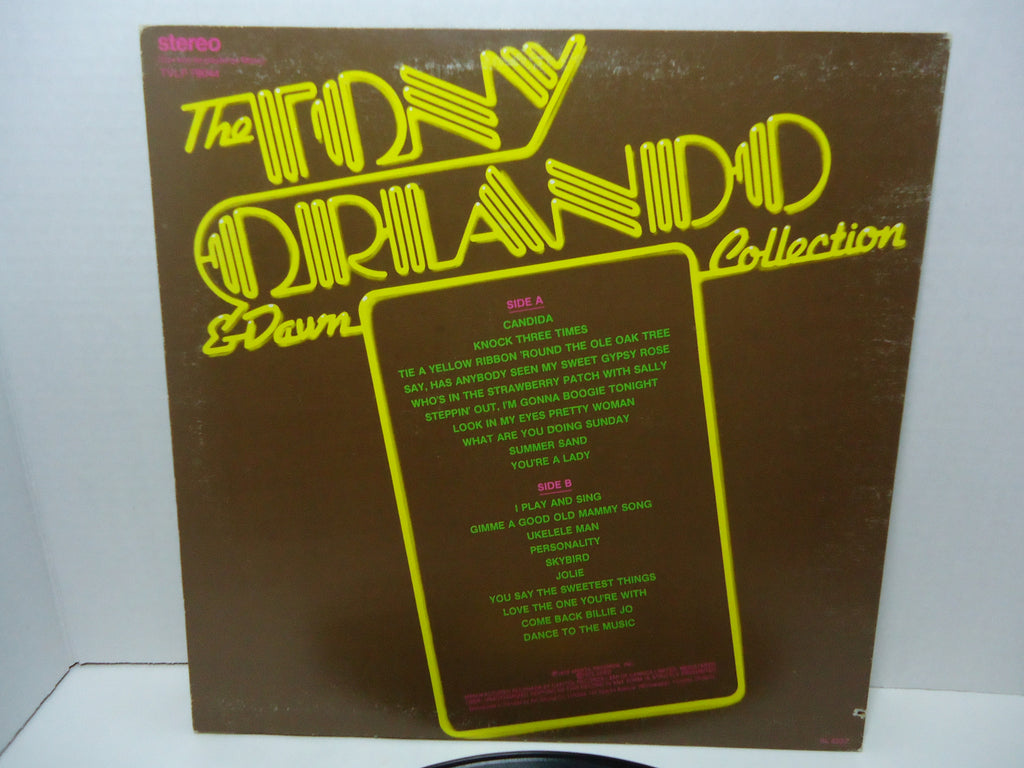 stereo
The TONY
ORLANDO
& Dawn Collection
SIDE A
CANDIDA
KNOCK THREE TIMES
TIE A YELLOW RIBBON 'ROUND THE OLE OAK TREE
SAY, HAS ANYBODY SEEN MY SWEET GYPSY ROSE
WHO'S IN THE STRAWBERRY PATCH WITH SALLY
STEPPIN' OUT, I'M GONNA BOOGIE TONIGHT
LOOK IN MY EYES PRETTY WOMAN
WHAT ARE YOU DOING SUNDAY
SUMMER SAND
YOU'RE A LADY
SIDE B
I PLAY AND SING
GIMME A GOOD OLD MAMMY SONG
UKELELE MAN
PERSONALITY
SKYBIRD
JOLIE
YOU SAY THE SWEETEST THINGS
LOVE THE ONE YOU'RE WITH
COME BACK BILLIE JO
DANCE TO THE MUSIC